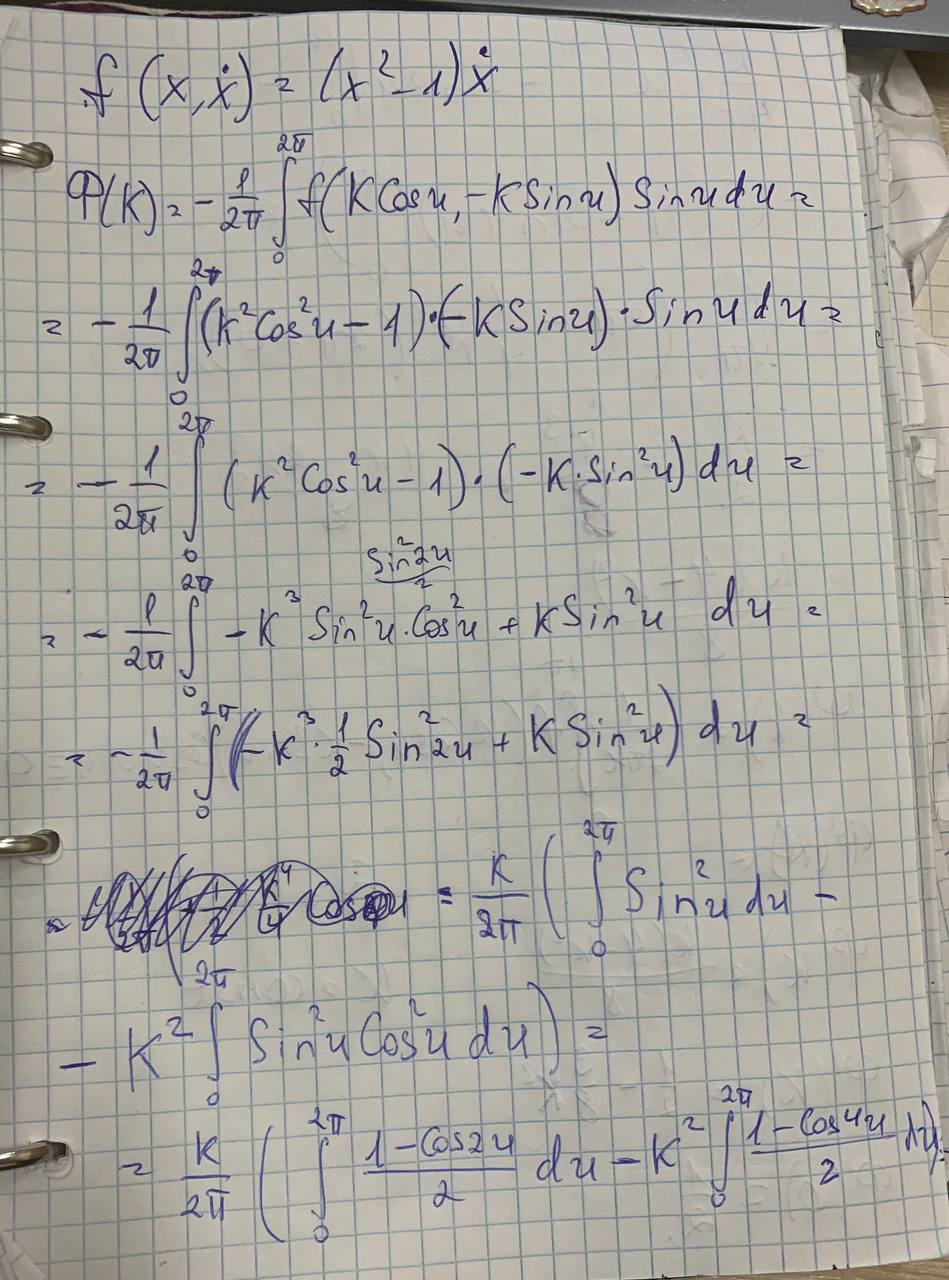 f (x, ẋ) = (x² - 1) ẋ
Φ(K) = - 1/2π ∫₀^2π f(K Cos u, -K Sin u) Sin u du =
= - 1/2π ∫₀^2π (K² Cos² u - 1)·(-K Sin u)·Sin u du =
= - 1/2π ∫₀^2π (K² Cos² u - 1)·(-K·Sin² u) du =
Sin² 2u / 2
= - 1/2π ∫₀^2π -K³ Sin² u·Cos² u + K Sin² u du =
= - 1/2π ∫₀^2π (-K³·1/2 Sin² 2u + K Sin² u) du =
= K/2π ( ∫₀^2π Sin² u du -
- K² ∫₀^2π Sin² u Cos² u du ) =
= K/2π ( ∫₀^2π (1 - Cos 2u)/2 du - K² ∫₀^2π (1 - Cos 4u)/2 du)